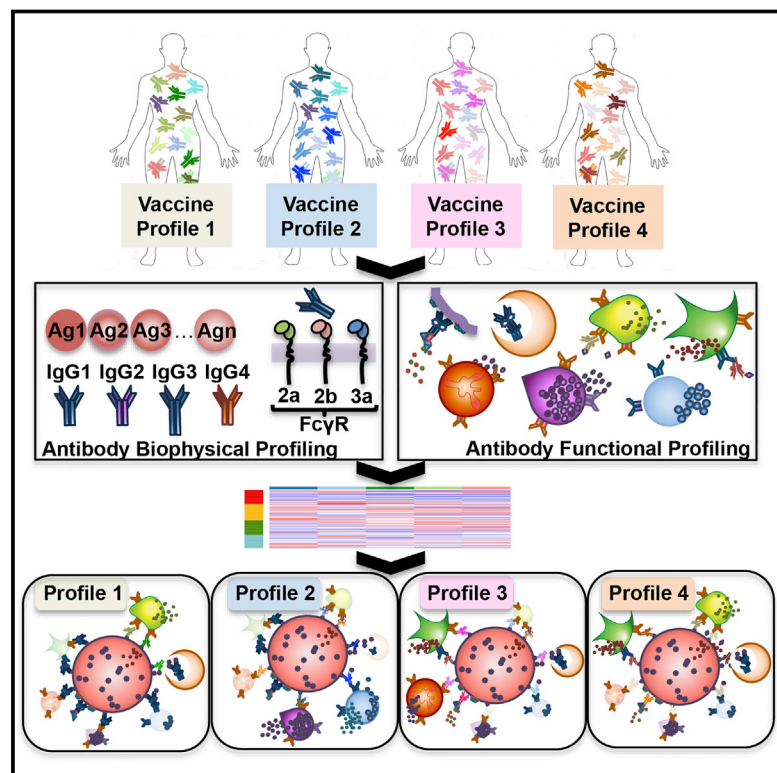 Vaccine
Profile 1
Vaccine
Profile 2
Vaccine
Profile 3
Vaccine
Profile 4
Ag1 Ag2 Ag3 ... Agn
IgG1 IgG2 IgG3 IgG4
2a 2b 3a
FcγR
Antibody Biophysical Profiling
Antibody Functional Profiling
Profile 1
Profile 2
Profile 3
Profile 4